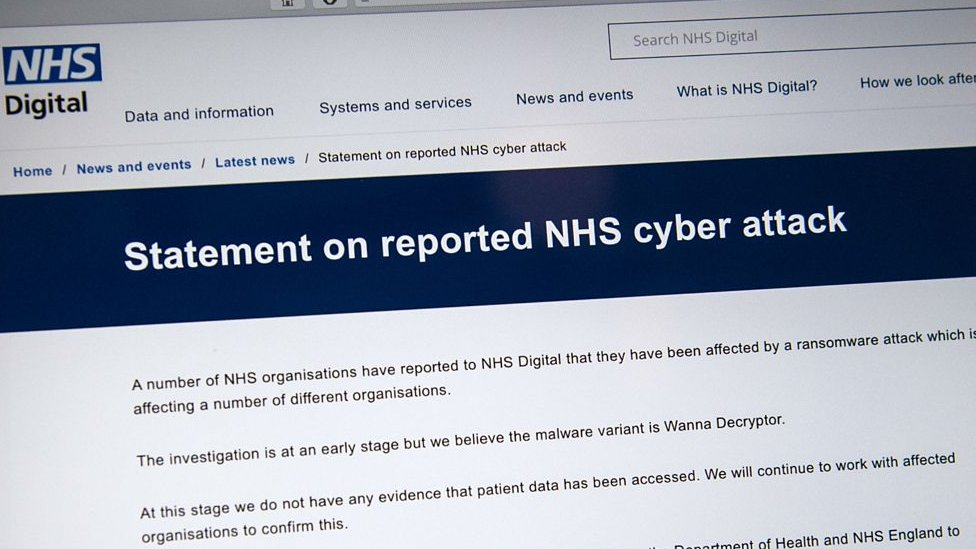 NHS
Digital
Search NHS Digital
Data and information
Systems and services
News and events
What is NHS Digital?
How we look after
Home / News and events / Latest news / Statement on reported NHS cyber attack
Statement on reported NHS cyber attack
A number of NHS organisations have reported to NHS Digital that they have been affected by a ransomware attack which is
affecting a number of different organisations.
The investigation is at an early stage but we believe the malware variant is Wanna Decryptor.
At this stage we do not have any evidence that patient data has been accessed. We will continue to work with affected
organisations to confirm this.
Department of Health and NHS England to